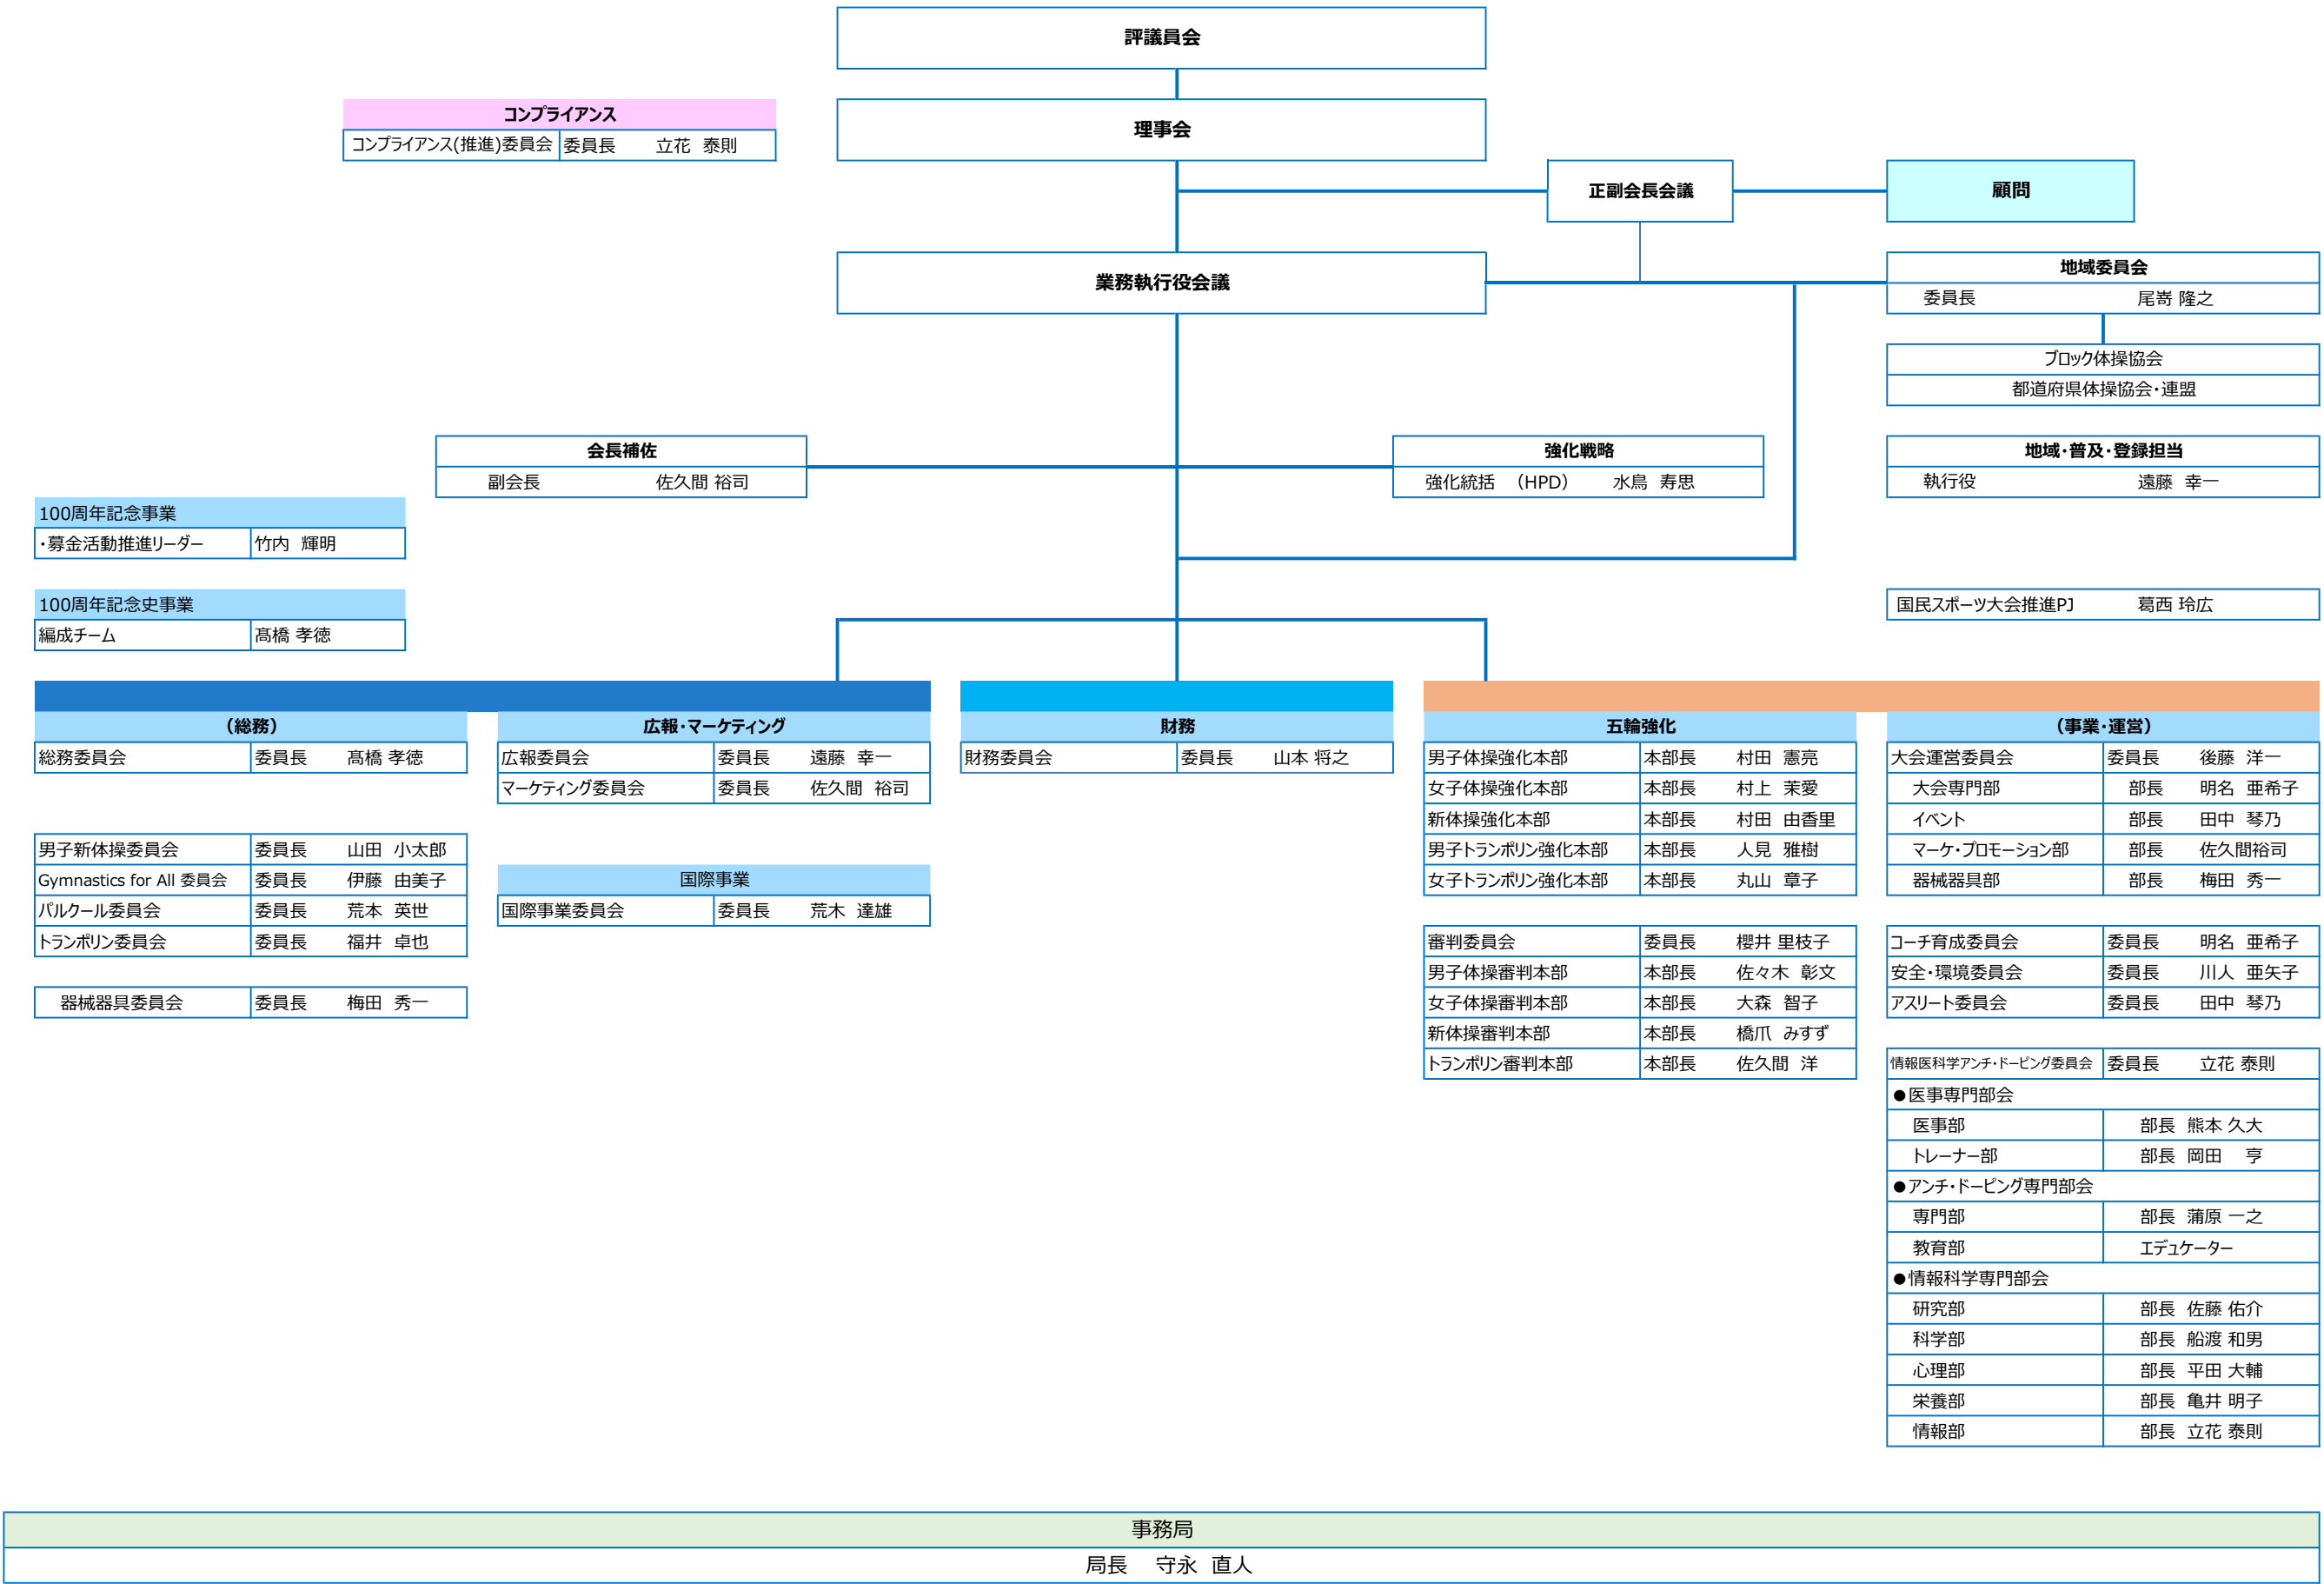 評議員会
コンプライアンス
コンプライアンス(推進)委員会 委員長 立花 泰則
理事会
正副会長会議
顧問
業務執行役会議
地域委員会
委員長 尾嵜 隆之
ブロック体操協会
都道府県体操協会・連盟
会長補佐
副会長 佐久間 裕司
強化戦略
強化統括 （HPD） 水鳥 寿思
地域・普及・登録担当
執行役 遠藤 幸一
100周年記念事業
・募金活動推進リーダー 竹内 輝明
100周年記念史事業
編成チーム 髙橋 孝徳
国民スポーツ大会推進PJ 葛西 玲広
（総務）
総務委員会 委員長 髙橋 孝徳
男子新体操委員会 委員長 山田 小太郎
Gymnastics for All 委員会 委員長 伊藤 由美子
パルクール委員会 委員長 荒本 英世
トランポリン委員会 委員長 福井 卓也
器械器具委員会 委員長 梅田 秀一
広報・マーケティング
広報委員会 委員長 遠藤 幸一
マーケティング委員会 委員長 佐久間 裕司
国際事業
国際事業委員会 委員長 荒木 達雄
財務
財務委員会 委員長 山本 将之
五輪強化
男子体操強化本部 本部長 村田 憲亮
女子体操強化本部 本部長 村上 茉愛
新体操強化本部 本部長 村田 由香里
男子トランポリン強化本部 本部長 人見 雅樹
女子トランポリン強化本部 本部長 丸山 章子
審判委員会 委員長 櫻井 里枝子
男子体操審判本部 本部長 佐々木 彰文
女子体操審判本部 本部長 大森 智子
新体操審判本部 本部長 橋爪 みすず
トランポリン審判本部 本部長 佐久間 洋
（事業・運営）
大会運営委員会 委員長 後藤 洋一
大会専門部 部長 明名 亜希子
イベント 部長 田中 琴乃
マーケ・プロモーション部 部長 佐久間裕司
器械器具部 部長 梅田 秀一
コーチ育成委員会 委員長 明名 亜希子
安全・環境委員会 委員長 川人 亜矢子
アスリート委員会 委員長 田中 琴乃
情報医科学アンチ・ドーピング委員会 委員長 立花 泰則
●医事専門部会
医事部 部長 熊本 久大
トレーナー部 部長 岡田 亨
●アンチ・ドーピング専門部会
専門部 部長 蒲原 一之
教育部 エデュケーター
●情報科学専門部会
研究部 部長 佐藤 佑介
科学部 部長 船渡 和男
心理部 部長 平田 大輔
栄養部 部長 亀井 明子
情報部 部長 立花 泰則
事務局
局長 守永 直人